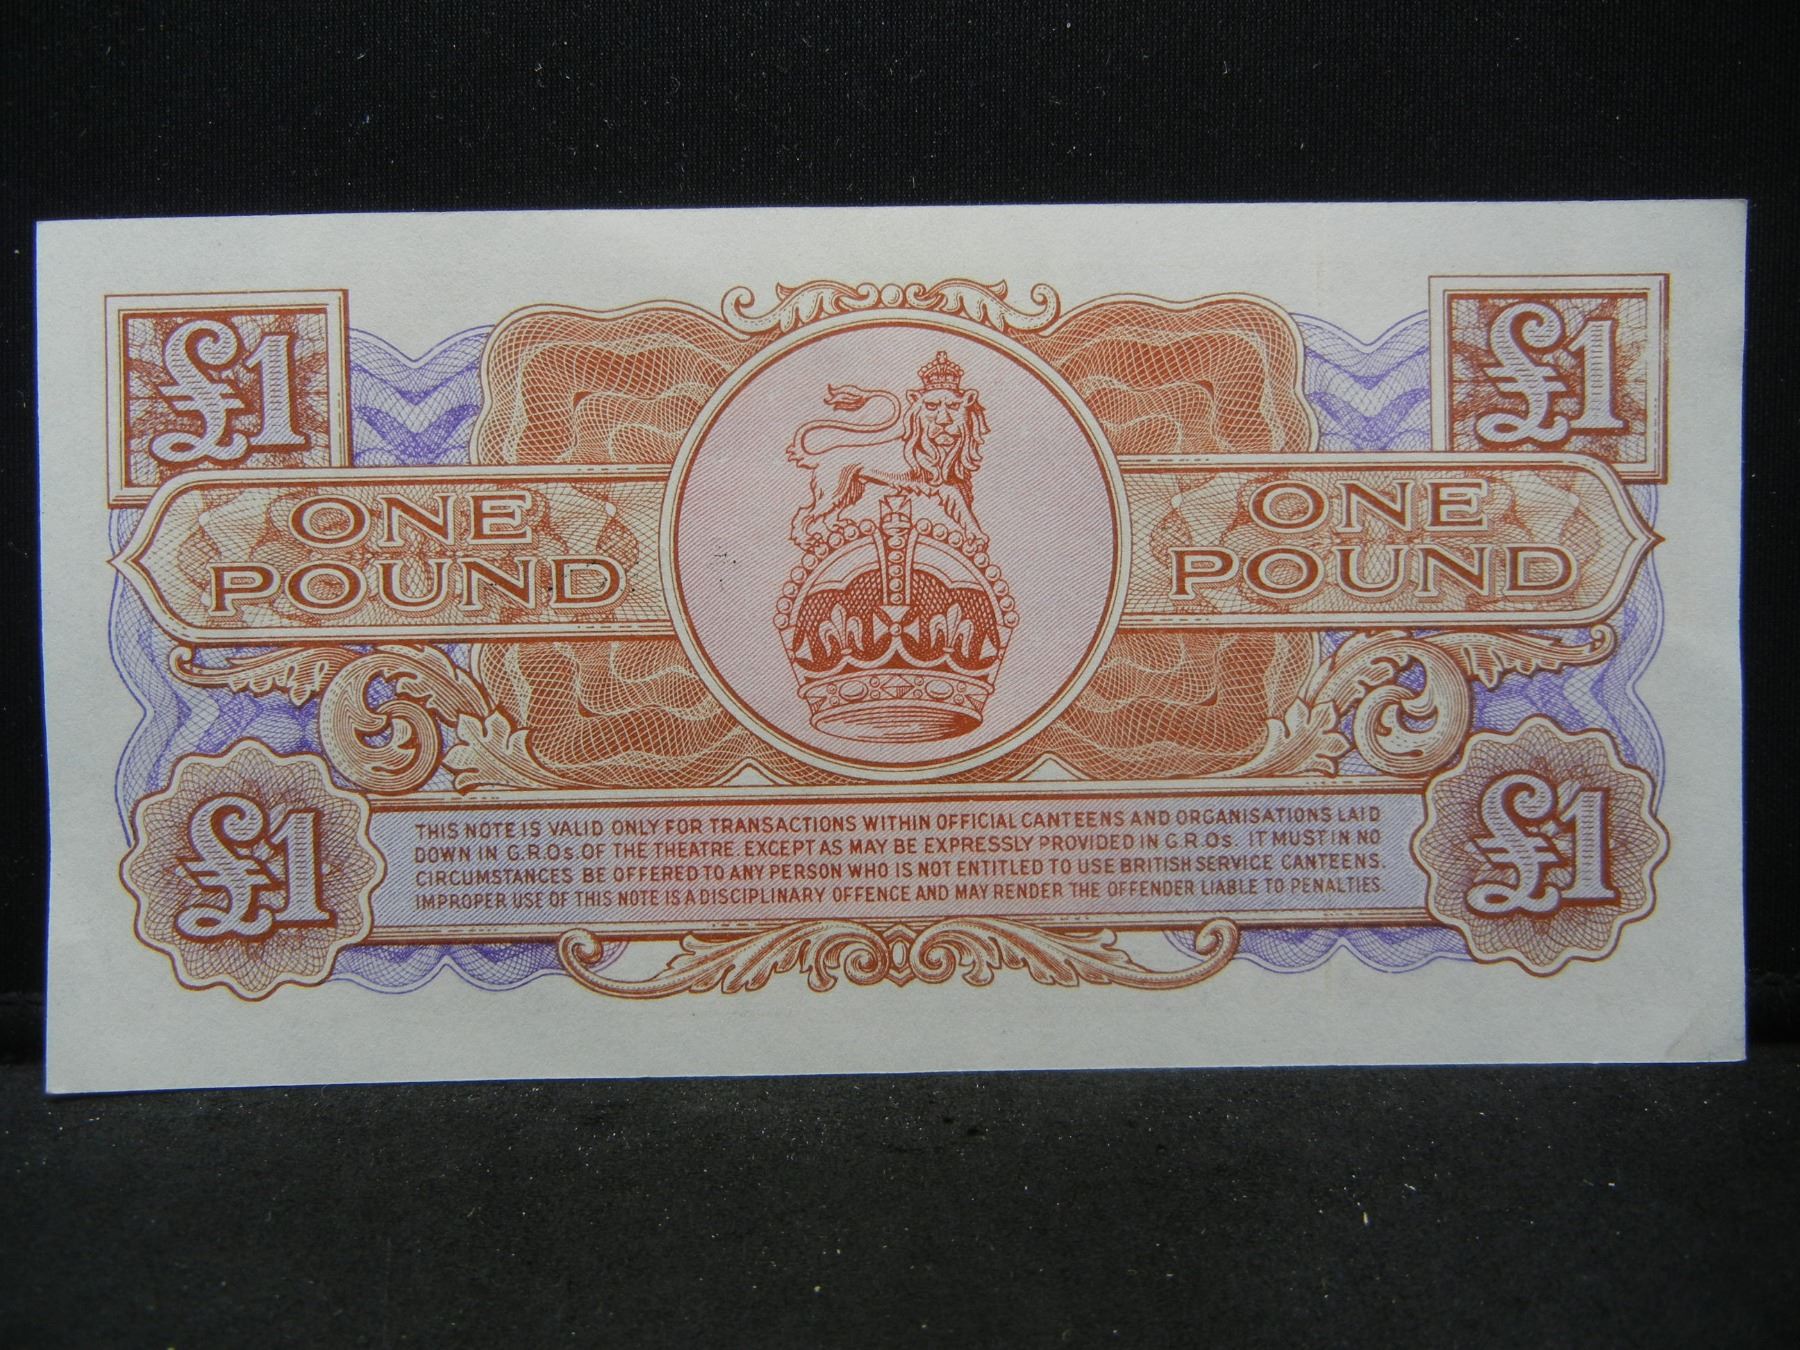 £1
£1
ONE
POUND
ONE
POUND
£1
THIS NOTE IS VALID ONLY FOR TRANSACTIONS WITHIN OFFICIAL CANTEENS AND ORGANISATIONS LAID
DOWN IN G.R.Os. OF THE THEATRE. EXCEPT AS MAY BE EXPRESSLY PROVIDED IN G.R.Os. IT MUST IN NO
CIRCUMSTANCES BE OFFERED TO ANY PERSON WHO IS NOT ENTITLED TO USE BRITISH SERVICE CANTEENS.
IMPROPER USE OF THIS NOTE IS A DISCIPLINARY OFFENCE AND MAY RENDER THE OFFENDER LIABLE TO PENALTIES.
£1